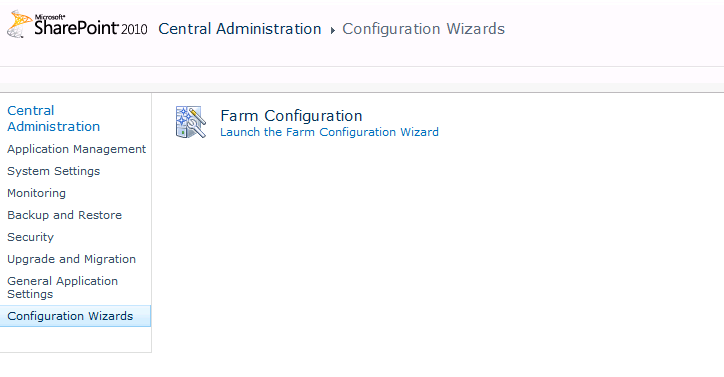 Microsoft®
SharePoint 2010 Central Administration Configuration Wizards
Central
Administration
Application Management
System Settings
Monitoring
Backup and Restore
Security
Upgrade and Migration
General Application
Settings
Configuration Wizards
Farm Configuration
Launch the Farm Configuration Wizard